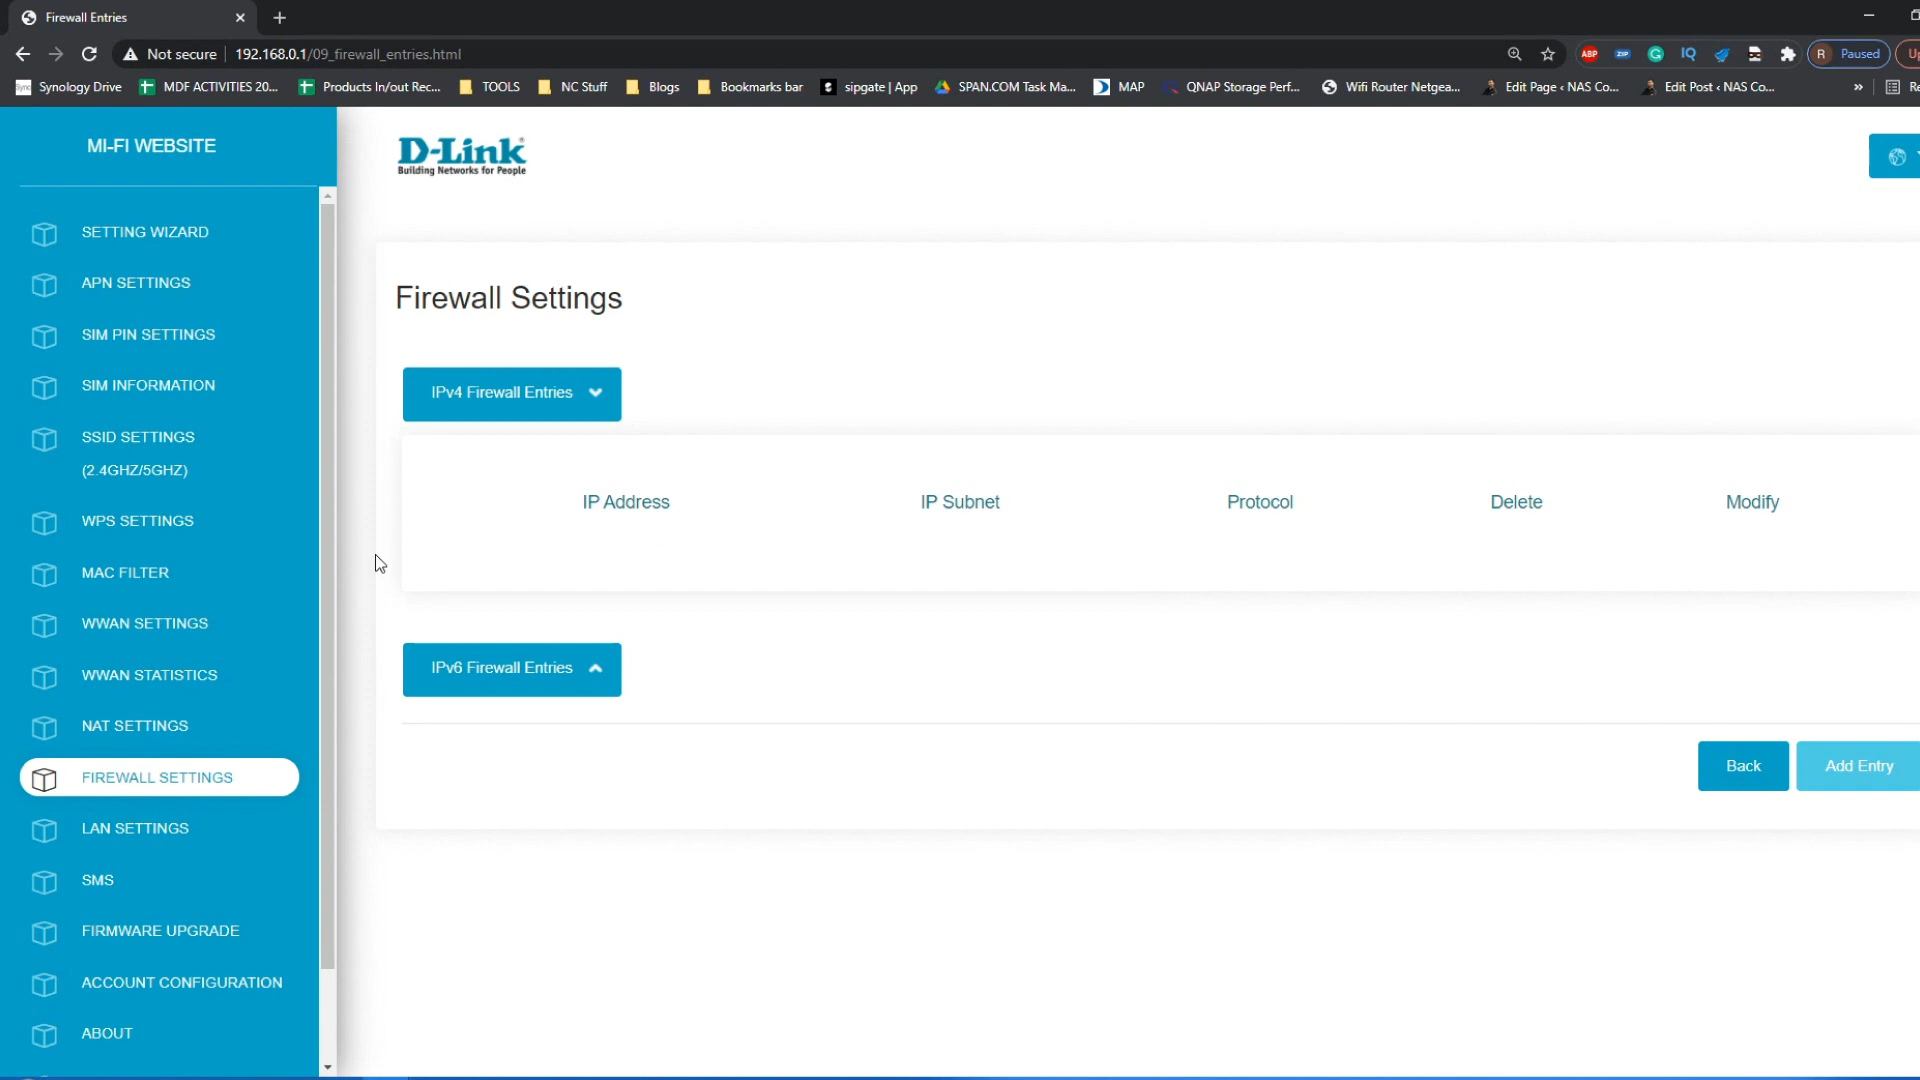 Firewall Entries
Not secure
192.168.0.1/09_firewall_entries.html
ABP
ZIP
IQ
R
Paused
Synology Drive
MDF ACTIVITIES 20...
Products In/out Rec...
TOOLS
NC Stuff
Blogs
Bookmarks bar
sipgate | App
SPAN.COM Task Ma...
MAP
QNAP Storage Perf...
Wifi Router Netgea...
Edit Page ‹ NAS Co...
Edit Post ‹ NAS Co...
»
MI-FI WEBSITE
SETTING WIZARD
APN SETTINGS
SIM PIN SETTINGS
SIM INFORMATION
SSID SETTINGS
(2.4GHZ/5GHZ)
WPS SETTINGS
MAC FILTER
WWAN SETTINGS
WWAN STATISTICS
NAT SETTINGS
FIREWALL SETTINGS
LAN SETTINGS
SMS
FIRMWARE UPGRADE
ACCOUNT CONFIGURATION
ABOUT
D-Link®
Building Networks for People
Firewall Settings
IPv4 Firewall Entries
IP Address
IP Subnet
Protocol
Delete
Modify
IPv6 Firewall Entries
Back
Add Entry